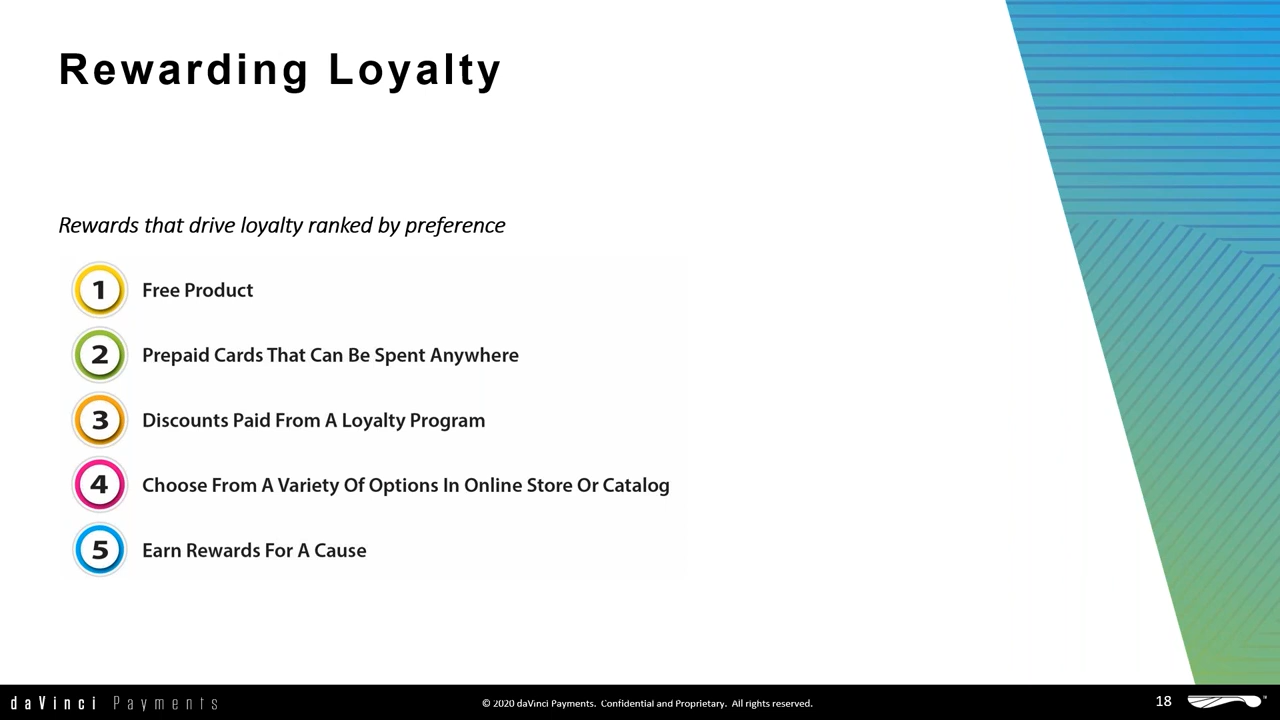 Rewarding Loyalty
Rewards that drive loyalty ranked by preference
1 Free Product
2 Prepaid Cards That Can Be Spent Anywhere
3 Discounts Paid From A Loyalty Program
4 Choose From A Variety Of Options In Online Store Or Catalog
5 Earn Rewards For A Cause
daVinci Payments © 2020 daVinci Payments. Confidential and Proprietary. All rights reserved. 18 ™